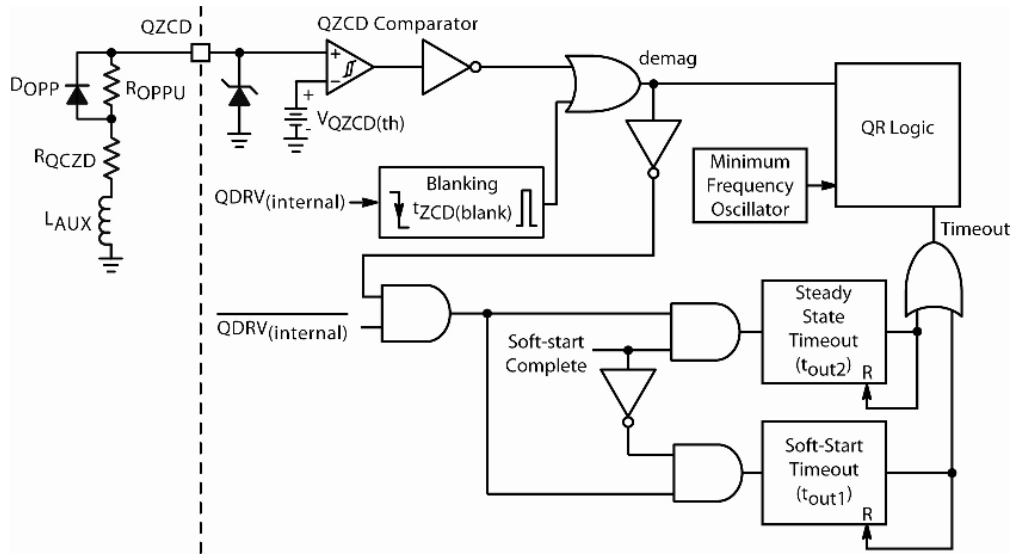 QZCD
QZCD Comparator
demag
DOPP
ROPPU
+
−
+
-
VQZCD(th)
QR Logic
RQCZD
Minimum
Frequency
Oscillator
Blanking
tZCD(blank)
QDRV(internal)
LAUX
Timeout
QDRV(internal)
Soft-start
Complete
Steady
State
Timeout
(tout2)
R
Soft-Start
Timeout
(tout1)
R